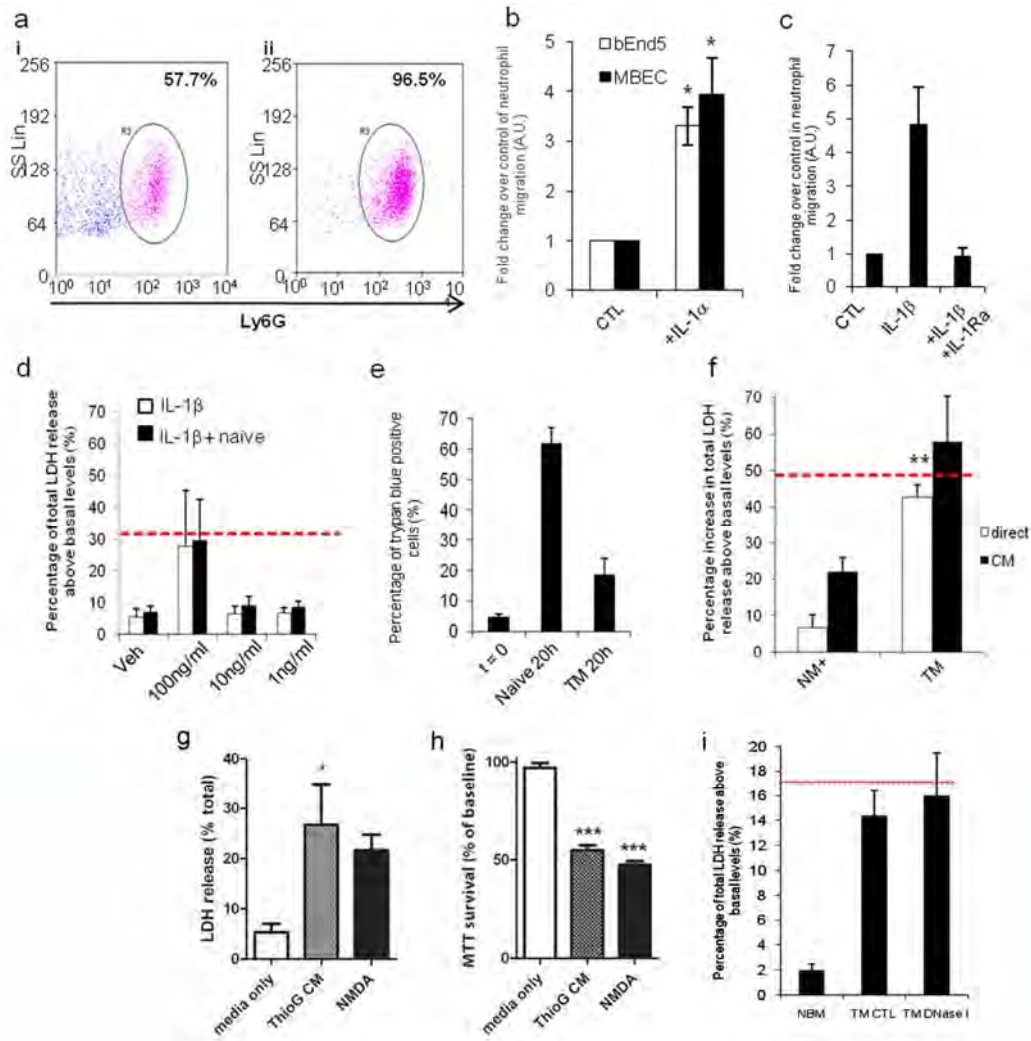 a
i
57.7%
256
192
128
64
0
SS Lin
R3
10^0 10^1 10^2 10^3 10^4
ii
96.5%
256
192
128
64
0
SS Lin
R3
10^0 10^1 10^2 10^3 10^4
Ly6G
b
Fold change over control of neutrophil
migration (A.U.)
5
4
3
2
1
0
bEnd5
MBEC
*
*
CTL
+IL-1α
c
Fold change over control in neutrophil
migration (A.U.)
7
6
5
4
3
2
1
0
CTL
IL-1β
+IL-1β
+IL-1Ra
d
Percentage of total LDH release
above basal levels (%)
70
60
50
40
30
20
10
0
IL-1β
IL-1β+ naive
Veh
100ng/ml
10ng/ml
1ng/ml
e
Percentage of trypan blue positive
cells (%)
70
60
50
40
30
20
10
0
t = 0
Naive 20h
TM 20h
f
Percentage increase in total LDH
release above basal levels (%)
70
60
50
40
30
20
10
0
**
direct
CM
NM+
TM
g
LDH release (% total)
40
30
20
10
0
*
media only
ThioG CM
NMDA
h
MTT survival (% of baseline)
100
50
0
***
***
media only
ThioG CM
NMDA
i
Percentage of total LDH release above
basal levels (%)
20
18
16
14
12
10
8
6
4
2
0
NBM
TM CTL
TM DNase I